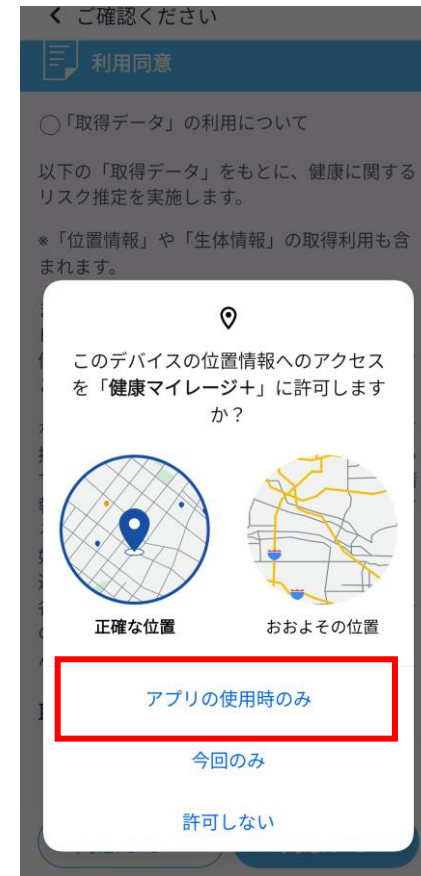 ご確認ください
利用同意
○「取得データ」の利用について
以下の「取得データ」をもとに、健康に関する
リスク推定を実施します。
※「位置情報」や「生体情報」の取得利用も含
まれます。
このデバイスの位置情報へのアクセス
を「健康マイレージ＋」に許可します
か？
正確な位置
おおよその位置
アプリの使用時のみ
今回のみ
許可しない